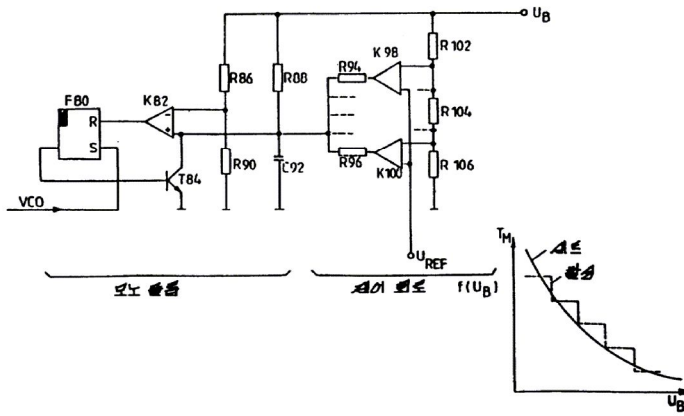 U_B
R102
K98
R94
R86
R88
F80
K82
R104
R
S
R96
R90
C92
K100
R106
T84
VCO
U_REF
T_M
f(U_B)
U_B